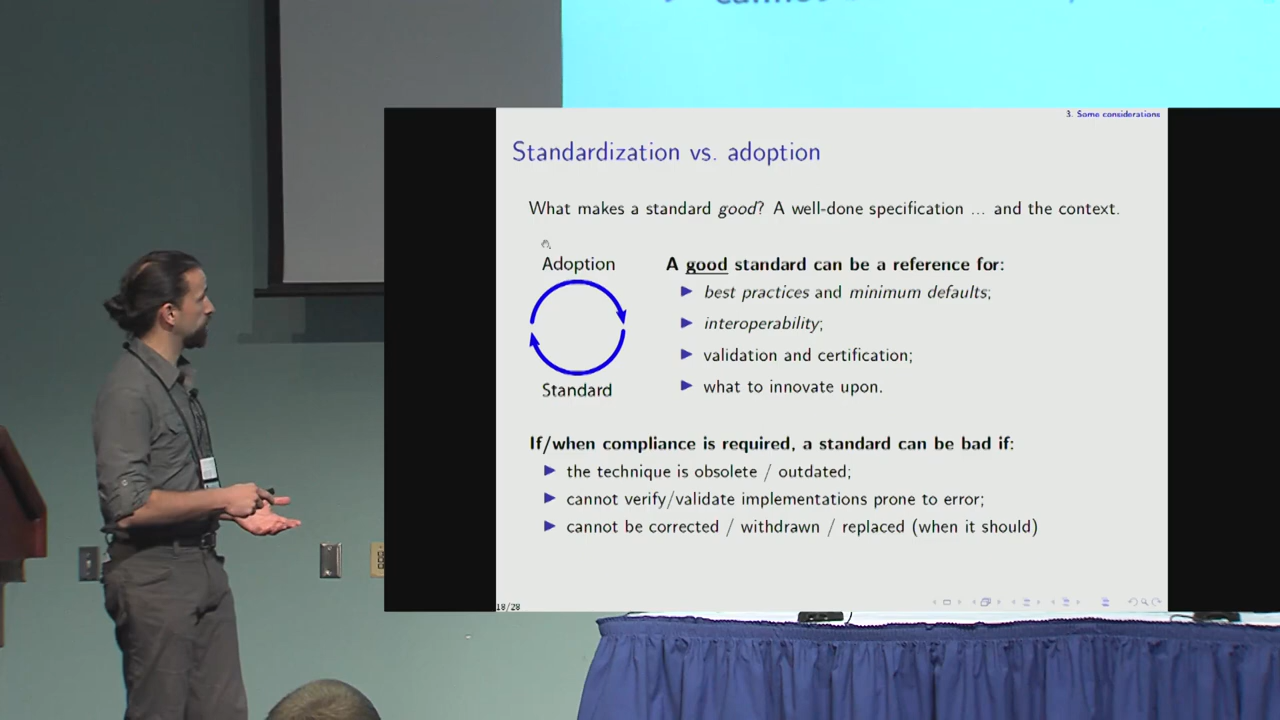 cannot
3. Some considerations
Standardization vs. adoption
What makes a standard good? A well-done specification ... and the context.
Adoption
Standard
A good standard can be a reference for:
► best practices and minimum defaults;
► interoperability;
► validation and certification;
► what to innovate upon.
If/when compliance is required, a standard can be bad if:
► the technique is obsolete / outdated;
► cannot verify/validate implementations prone to error;
► cannot be corrected / withdrawn / replaced (when it should)
18/28